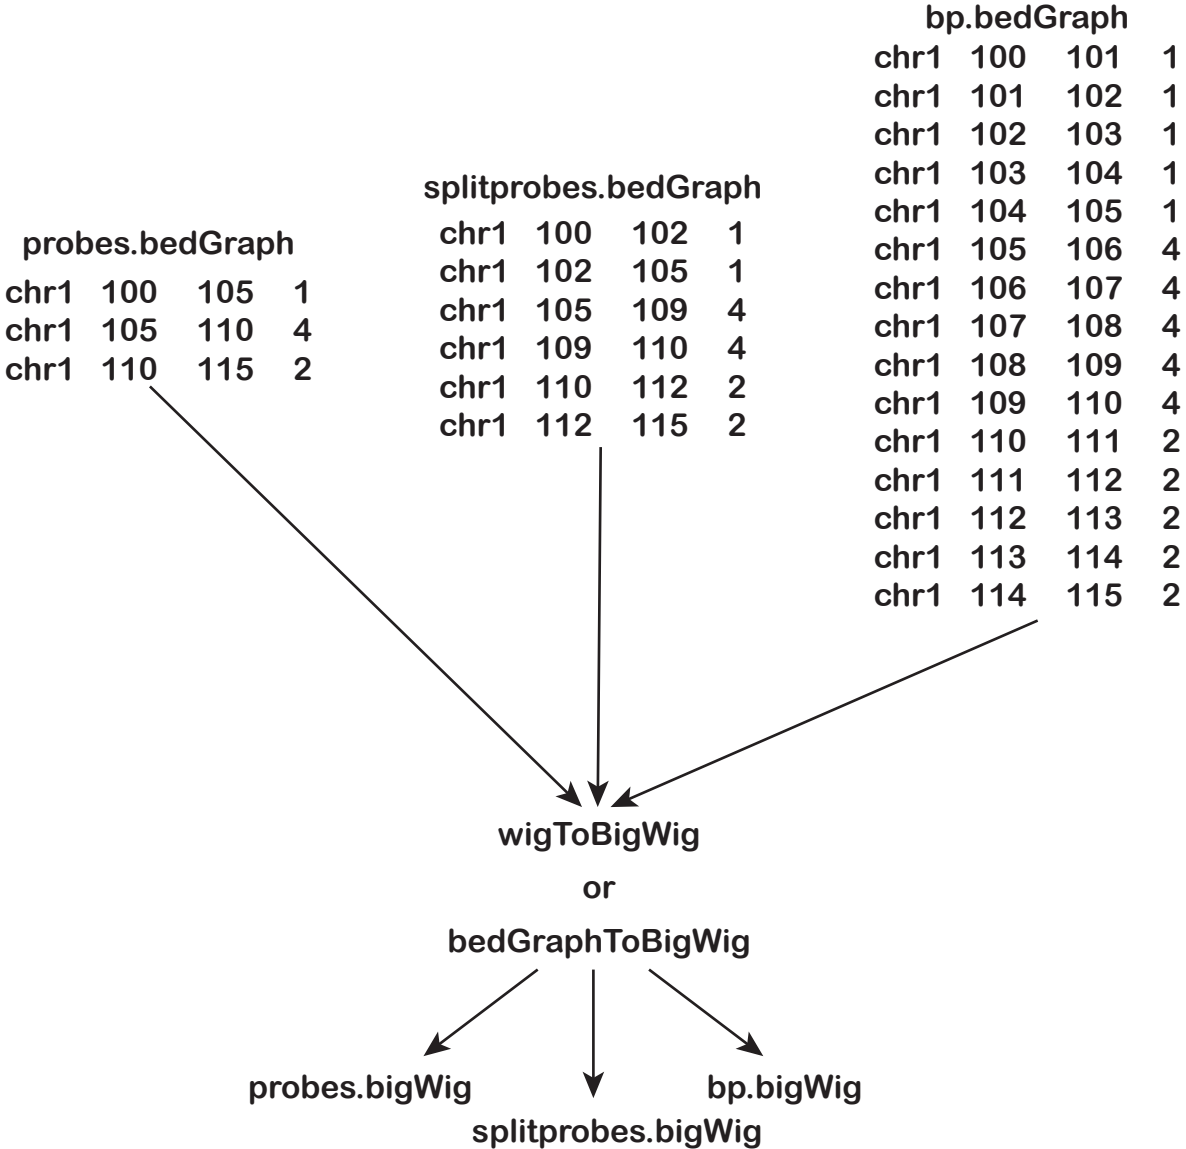 probes.bedGraph
chr1 100 105 1
chr1 105 110 4
chr1 110 115 2
splitprobes.bedGraph
chr1 100 102 1
chr1 102 105 1
chr1 105 109 4
chr1 109 110 4
chr1 110 112 2
chr1 112 115 2
bp.bedGraph
chr1 100 101 1
chr1 101 102 1
chr1 102 103 1
chr1 103 104 1
chr1 104 105 1
chr1 105 106 4
chr1 106 107 4
chr1 107 108 4
chr1 108 109 4
chr1 109 110 4
chr1 110 111 2
chr1 111 112 2
chr1 112 113 2
chr1 113 114 2
chr1 114 115 2
wigToBigWig
or
bedGraphToBigWig
probes.bigWig
splitprobes.bigWig
bp.bigWig